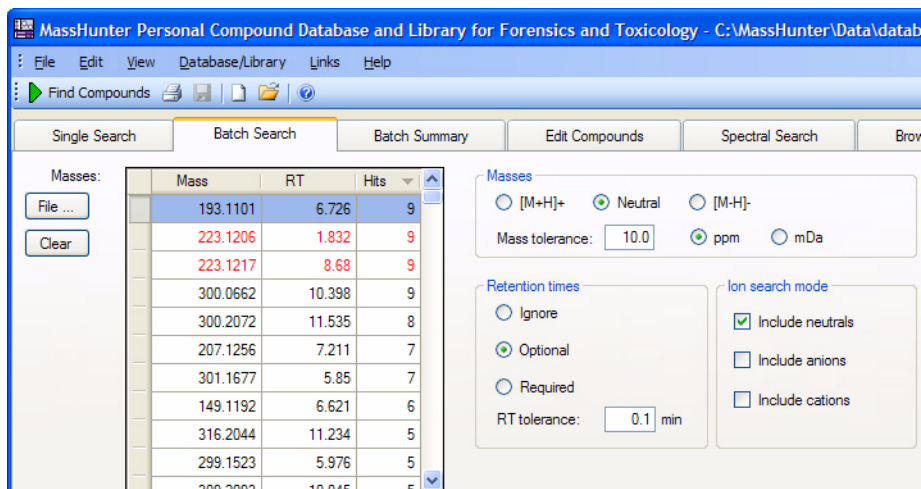 MassHunter Personal Compound Database and Library for Forensics and Toxicology - C:\MassHunter\Data\datab
File Edit View Database/Library Links Help
Find Compounds
Single Search Batch Search Batch Summary Edit Compounds Spectral Search Brow
Masses:
File ...
Clear
Mass RT Hits
193.1101 6.726 9
223.1206 1.832 9
223.1217 8.68 9
300.0662 10.398 9
300.2072 11.535 8
207.1256 7.211 7
301.1677 5.85 7
149.1192 6.621 6
316.2044 11.234 5
299.1523 5.976 5
Masses
[M+H]+ Neutral [M-H]-
Mass tolerance: 10.0 ppm mDa
Retention times
Ignore
Optional
Required
RT tolerance: 0.1 min
Ion search mode
Include neutrals
Include anions
Include cations